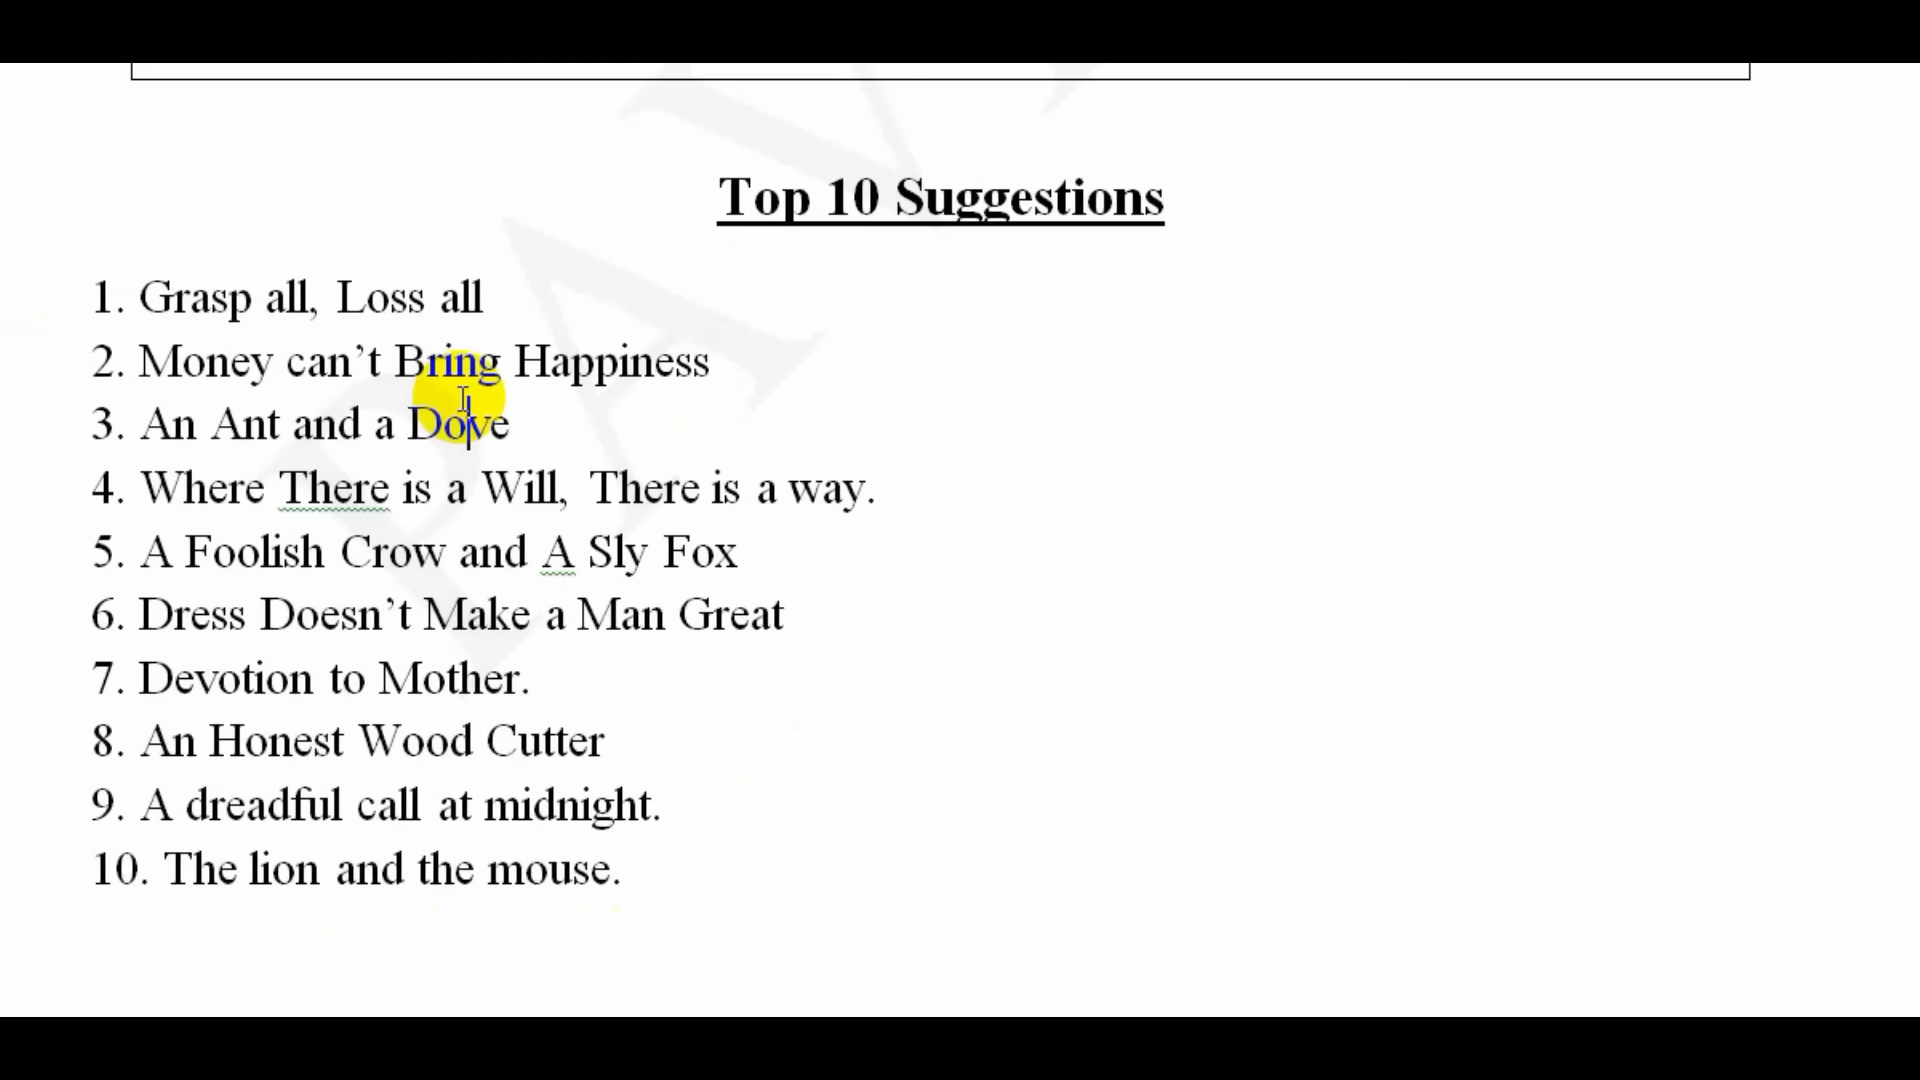 Top 10 Suggestions
1. Grasp all, Loss all
2. Money can’t Bring Happiness
3. An Ant and a Dove
4. Where There is a Will, There is a way.
5. A Foolish Crow and A Sly Fox
6. Dress Doesn’t Make a Man Great
7. Devotion to Mother.
8. An Honest Wood Cutter
9. A dreadful call at midnight.
10. The lion and the mouse.